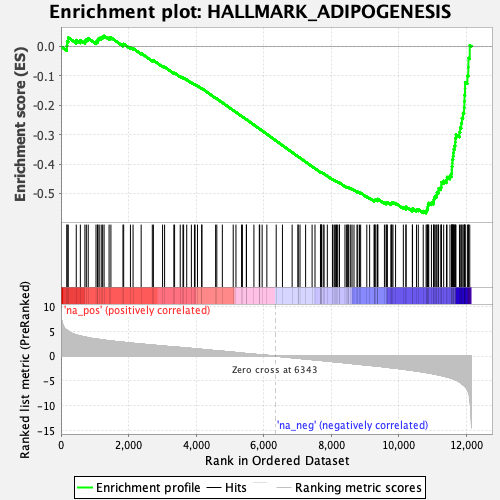 Enrichment plot: HALLMARK_ADIPOGENESIS
Enrichment score (ES)
0.0
-0.1
-0.2
-0.3
-0.4
-0.5
Ranked list metric (PreRanked)
'na_pos' (positively correlated)
10
5
0
-5
-10
-15
Zero cross at 6343
'na_neg' (negatively correlated)
0
2,000
4,000
6,000
8,000
10,000
12,000
Rank in Ordered Dataset
Enrichment profile
Hits
Ranking metric scores